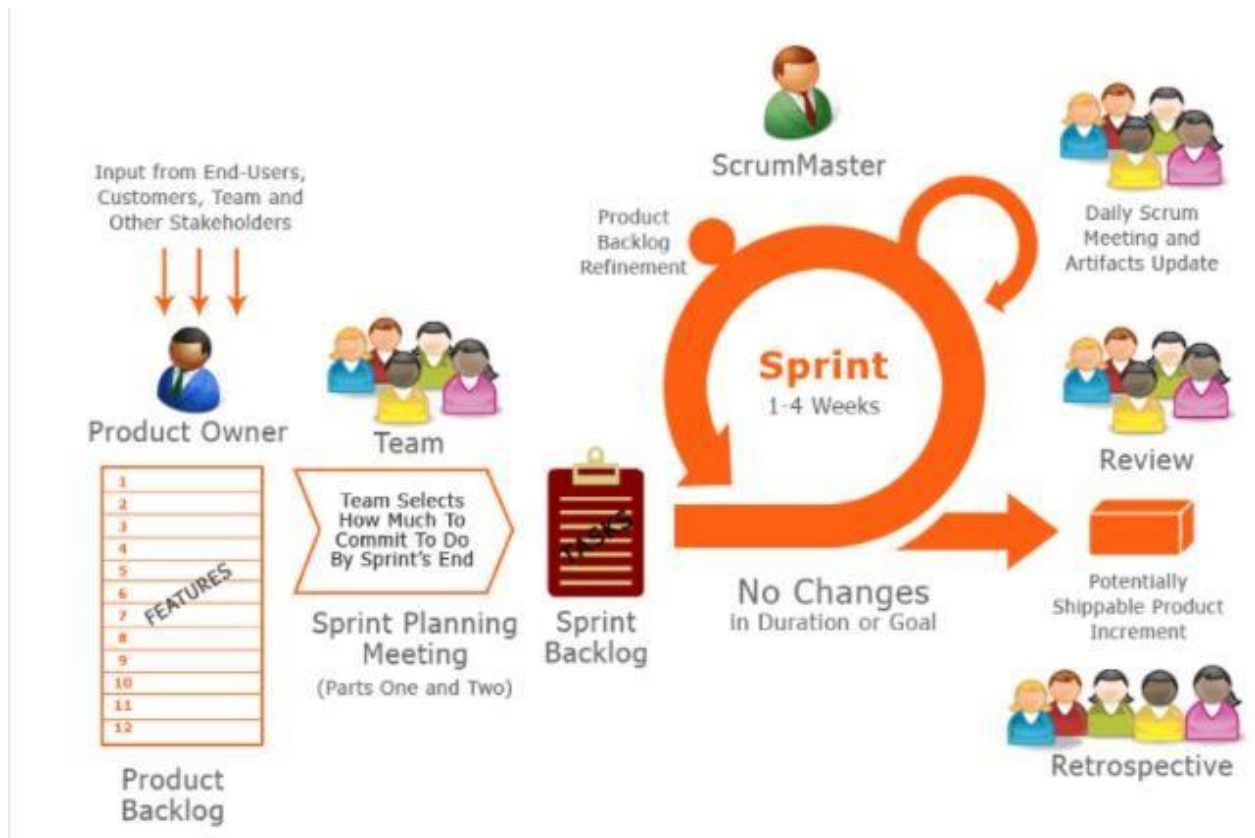 Input from End-Users,
Customers, Team and
Other Stakeholders
Product Owner
1
2
3
4
5
6
7
8
9
10
11
12
FEATURES
Product
Backlog
Team
Team Selects
How Much To
Commit To Do
By Sprint's End
Sprint Planning
Meeting
(Parts One and Two)
TASKS
Sprint
Backlog
ScrumMaster
Product
Backlog
Refinement
Sprint
1-4 Weeks
No Changes
in Duration or Goal
Daily Scrum
Meeting and
Artifacts Update
Review
Potentially
Shippable Product
Increment
Retrospective